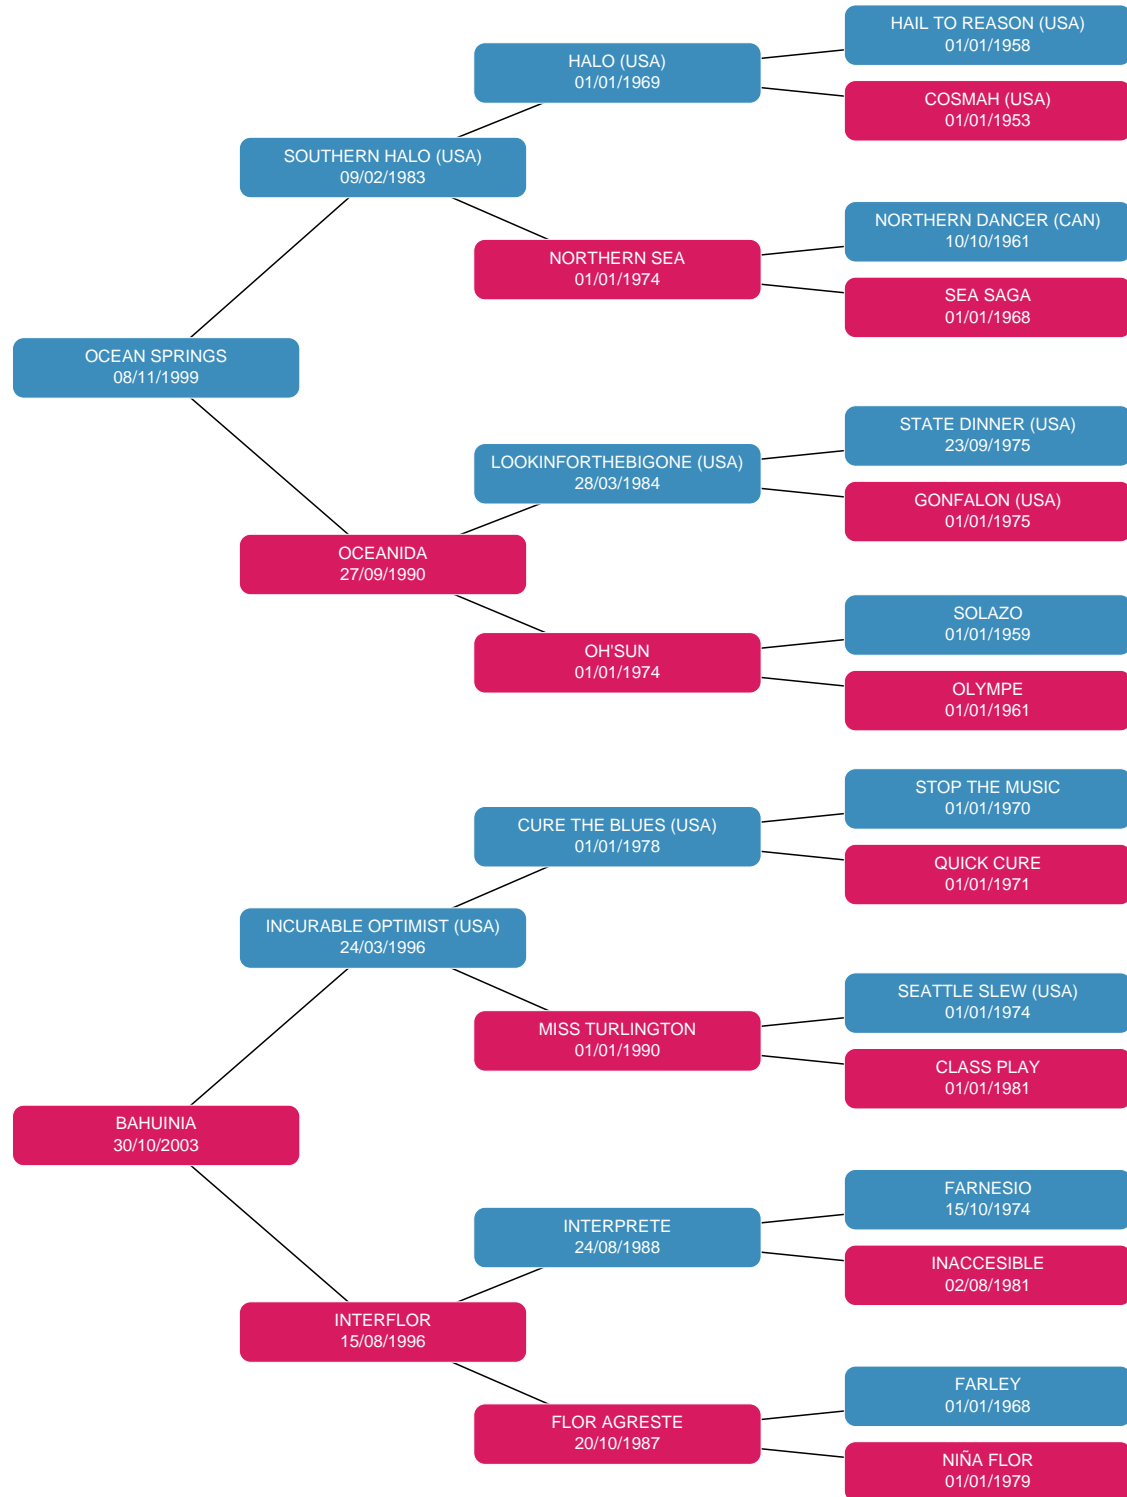 HAIL TO REASON (USA)
01/01/1958
HALO (USA)
01/01/1969
COSMAH (USA)
01/01/1953
SOUTHERN HALO (USA)
09/02/1983
NORTHERN DANCER (CAN)
10/10/1961
NORTHERN SEA
01/01/1974
SEA SAGA
01/01/1968
OCEAN SPRINGS
08/11/1999
STATE DINNER (USA)
23/09/1975
LOOKINFORTHEBIGONE (USA)
28/03/1984
GONFALON (USA)
01/01/1975
OCEANIDA
27/09/1990
SOLAZO
01/01/1959
OH'SUN
01/01/1974
OLYMPE
01/01/1961
STOP THE MUSIC
01/01/1970
CURE THE BLUES (USA)
01/01/1978
QUICK CURE
01/01/1971
INCURABLE OPTIMIST (USA)
24/03/1996
SEATTLE SLEW (USA)
01/01/1974
MISS TURLINGTON
01/01/1990
CLASS PLAY
01/01/1981
BAHUINIA
30/10/2003
FARNESIO
15/10/1974
INTERPRETE
24/08/1988
INACCESIBLE
02/08/1981
INTERFLOR
15/08/1996
FARLEY
01/01/1968
FLOR AGRESTE
20/10/1987
NIÑA FLOR
01/01/1979